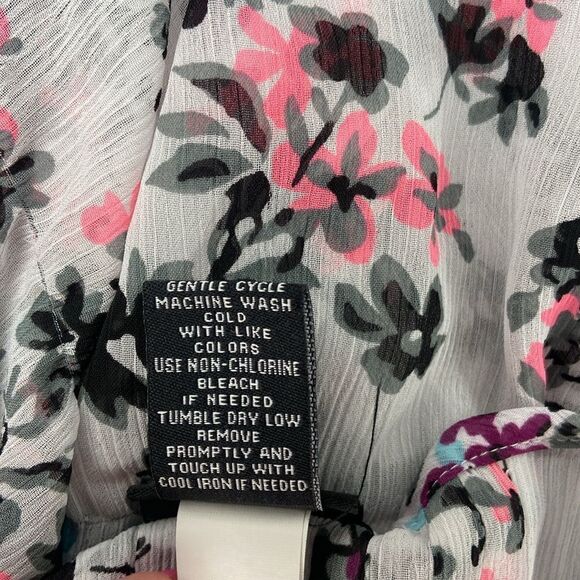 GENTLE CYCLE
MACHINE WASH
COLD
WITH LIKE
COLORS
USE NON-CHLORINE
BLEACH
IF NEEDED
TUMBLE DRY LOW
REMOVE
PROMPTLY AND
TOUCH UP WITH
COOL IRON IF NEEDED